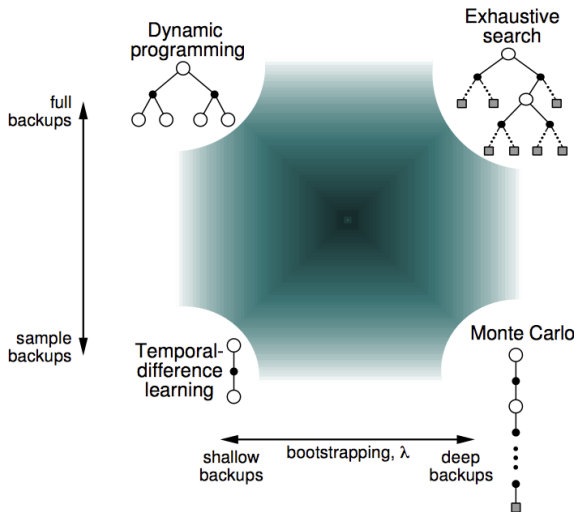 Dynamic
programming
Exhaustive
search
full
backups
sample
backups
Temporal-
difference
learning
Monte Carlo
shallow
backups
bootstrapping, λ
deep
backups